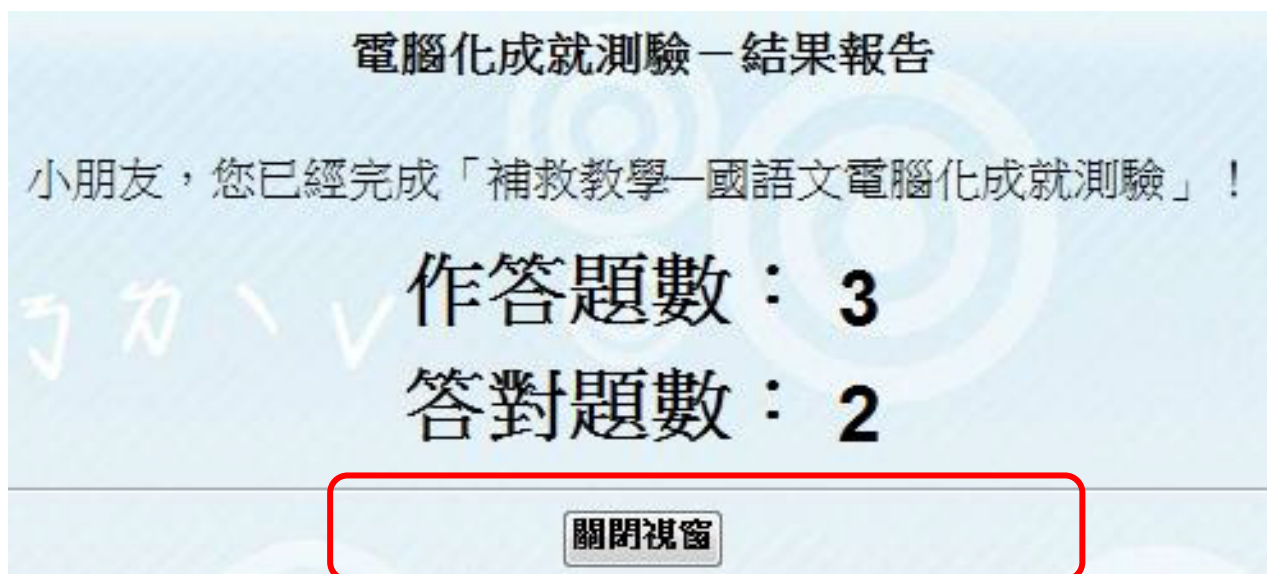 電腦化成就測驗－結果報告
小朋友，您已經完成「補救教學─國語文電腦化成就測驗」！
作答題數： 3
ㄋㄌㄟˋˇ
答對題數： 2
關閉視窗